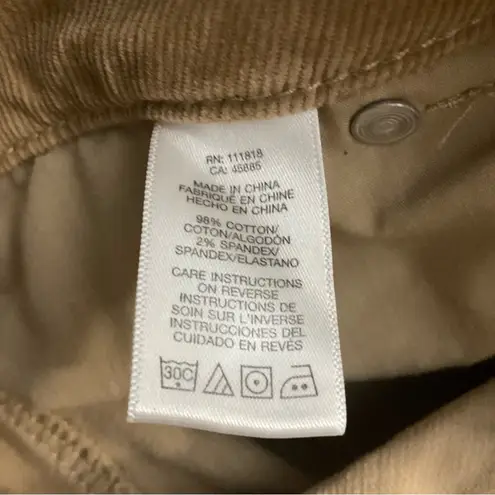 RN: 111818
CA: 45885
MADE IN CHINA
FABRIQUÉ EN CHINE
HECHO EN CHINA
98% COTTON/
COTON/ALGODÓN
2% SPANDEX/
SPANDEX/ELASTANO
CARE INSTRUCTIONS
ON REVERSE
INSTRUCTIONS DE
SOIN SUR L'INVERSE
INSTRUCCIONES DEL
CUIDADO EN REVÉS
30C